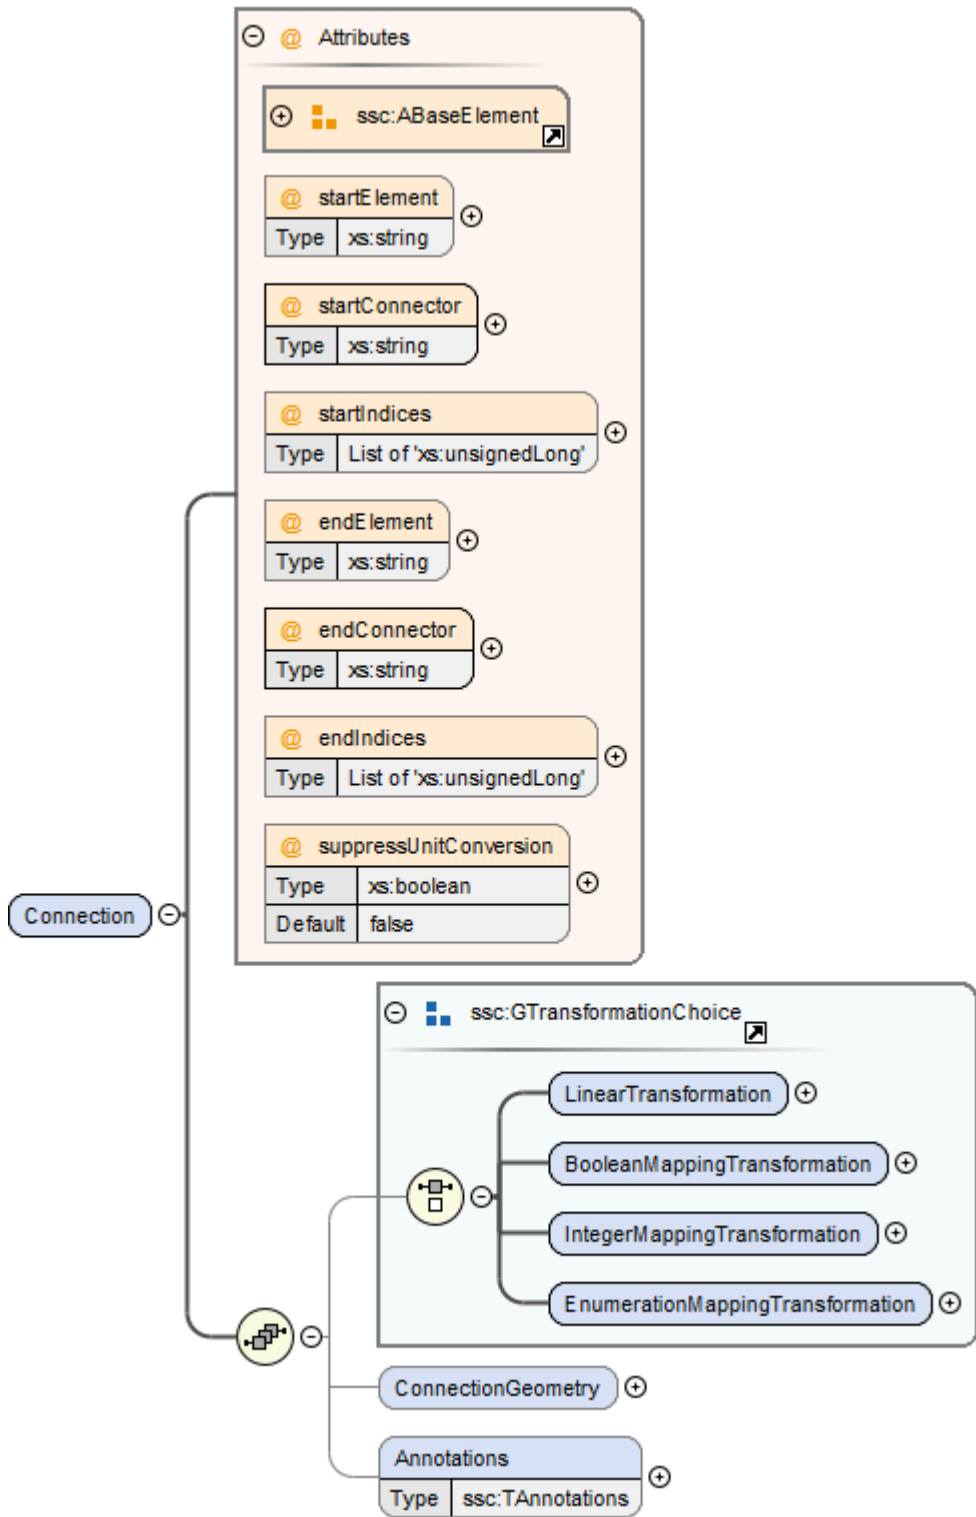 @ Attributes
ssc:ABaseElement
@ startElement
Type xs:string
@ startConnector
Type xs:string
@ startIndices
Type List of 'xs:unsignedLong'
@ endElement
Type xs:string
@ endConnector
Type xs:string
@ endIndices
Type List of 'xs:unsignedLong'
@ suppressUnitConversion
Type xs:boolean
Default false
Connection
ssc:GTransformationChoice
LinearTransformation
BooleanMappingTransformation
IntegerMappingTransformation
EnumerationMappingTransformation
ConnectionGeometry
Annotations
Type ssc:TAnnotations